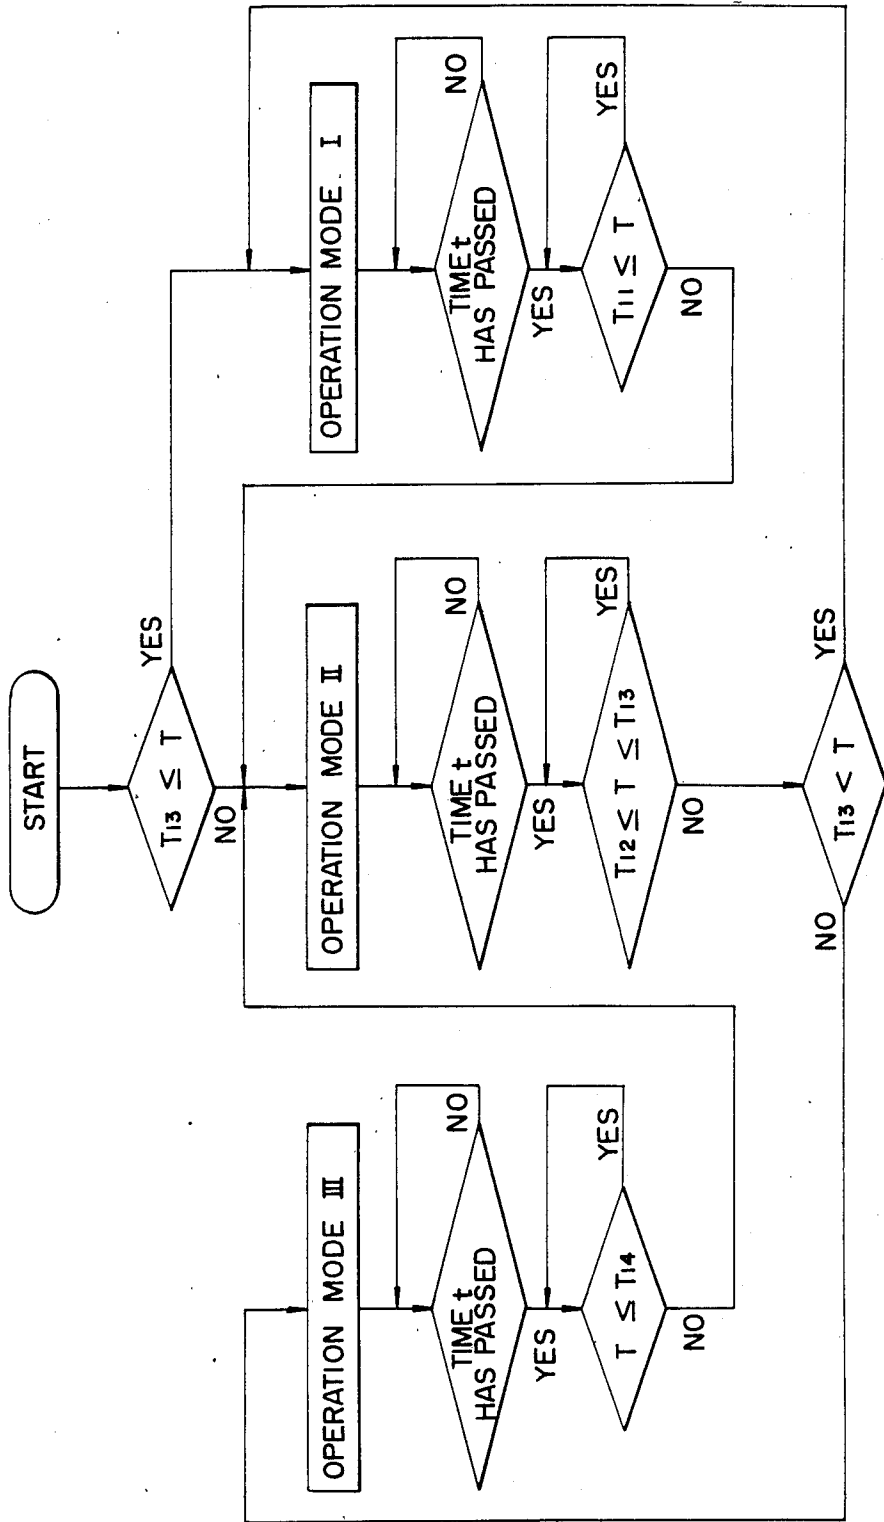 START
T13 ≤ T
YES
NO
OPERATION MODE III
TIME t
HAS PASSED
NO
YES
T ≤ T14
YES
NO
OPERATION MODE II
TIME t
HAS PASSED
NO
YES
T12 ≤ T ≤ T13
YES
NO
OPERATION MODE I
TIME t
HAS PASSED
NO
YES
T11 ≤ T
YES
NO
T13 < T
NO
YES